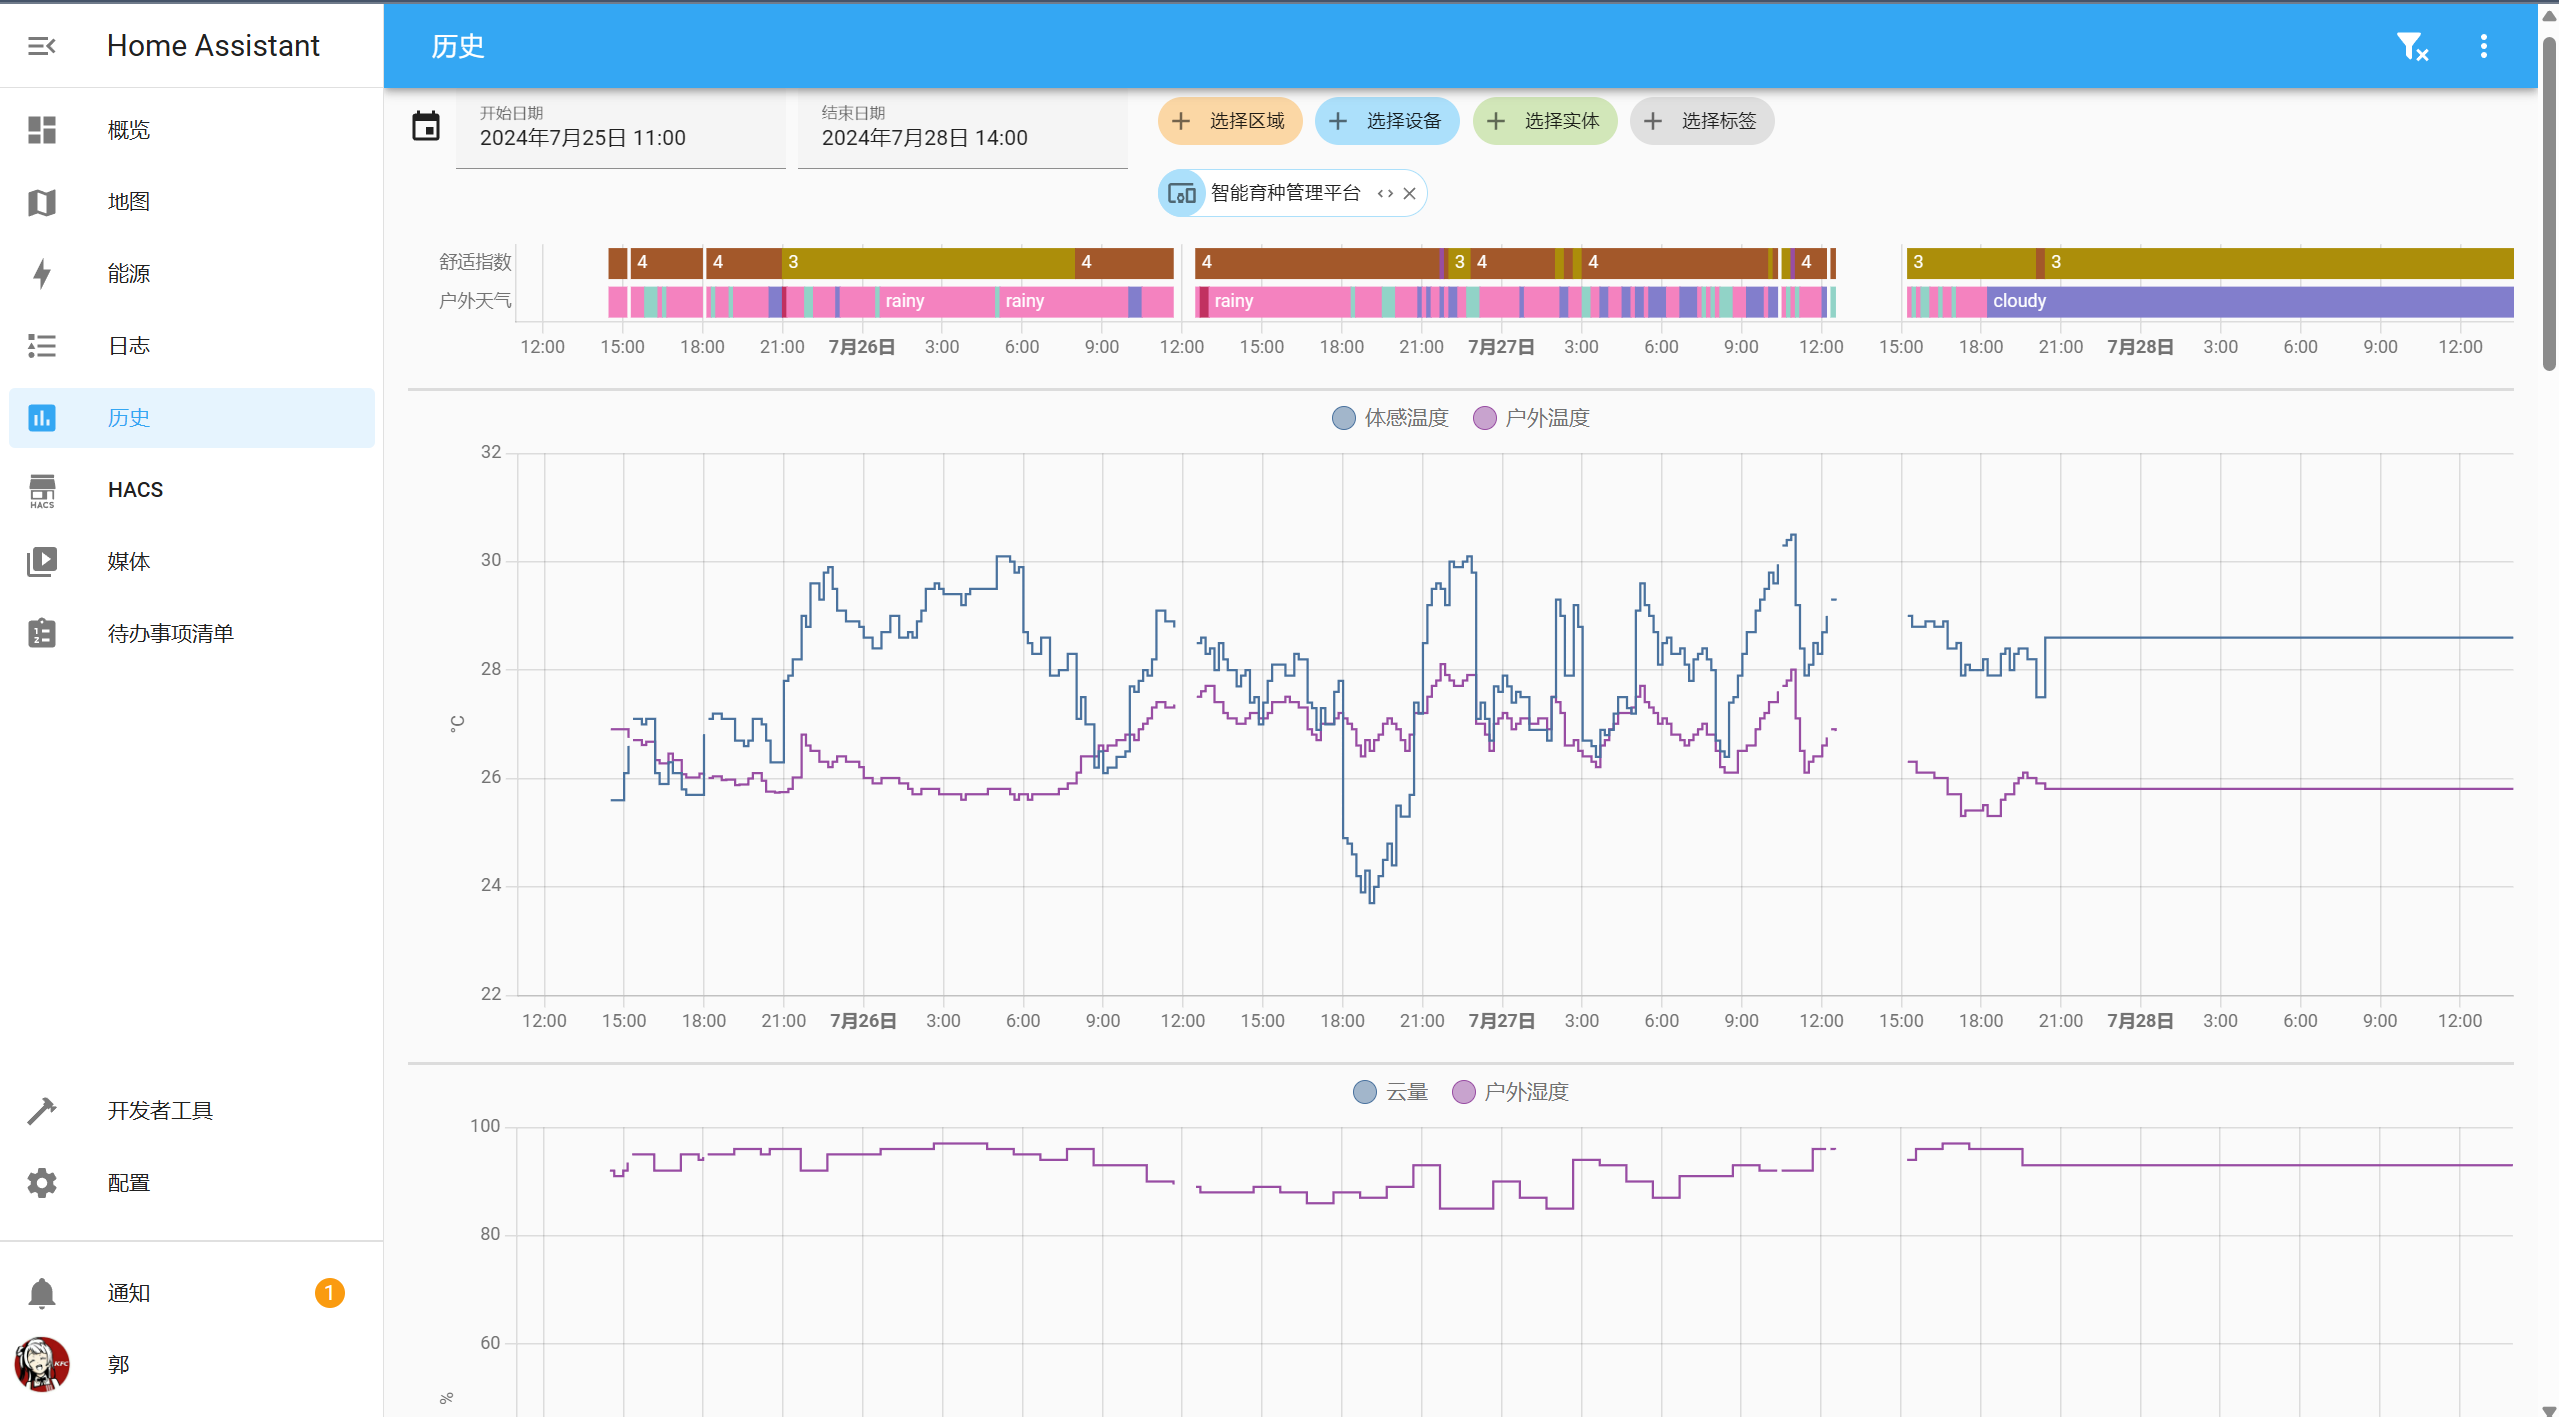 Home Assistant
历史
概览
地图
能源
日志
历史
HACS
HACS
媒体
待办事项清单
开发者工具
配置
通知
1
郭
KFC
开始日期
2024年7月25日 11:00
结束日期
2024年7月28日 14:00
选择区域
选择设备
选择实体
选择标签
智能育种管理平台
舒适指数
4 4 3 4 4 3 4 4 4 3 3
户外天气
rainy rainy rainy cloudy
12:00 15:00 18:00 21:00 7月26日 3:00 6:00 9:00 12:00 15:00 18:00 21:00 7月27日 3:00 6:00 9:00 12:00 15:00 18:00 21:00 7月28日 3:00 6:00 9:00 12:00
体感温度 户外温度
32
30
28
°C
26
24
22
12:00 15:00 18:00 21:00 7月26日 3:00 6:00 9:00 12:00 15:00 18:00 21:00 7月27日 3:00 6:00 9:00 12:00 15:00 18:00 21:00 7月28日 3:00 6:00 9:00 12:00
云量 户外湿度
100
80
60
%